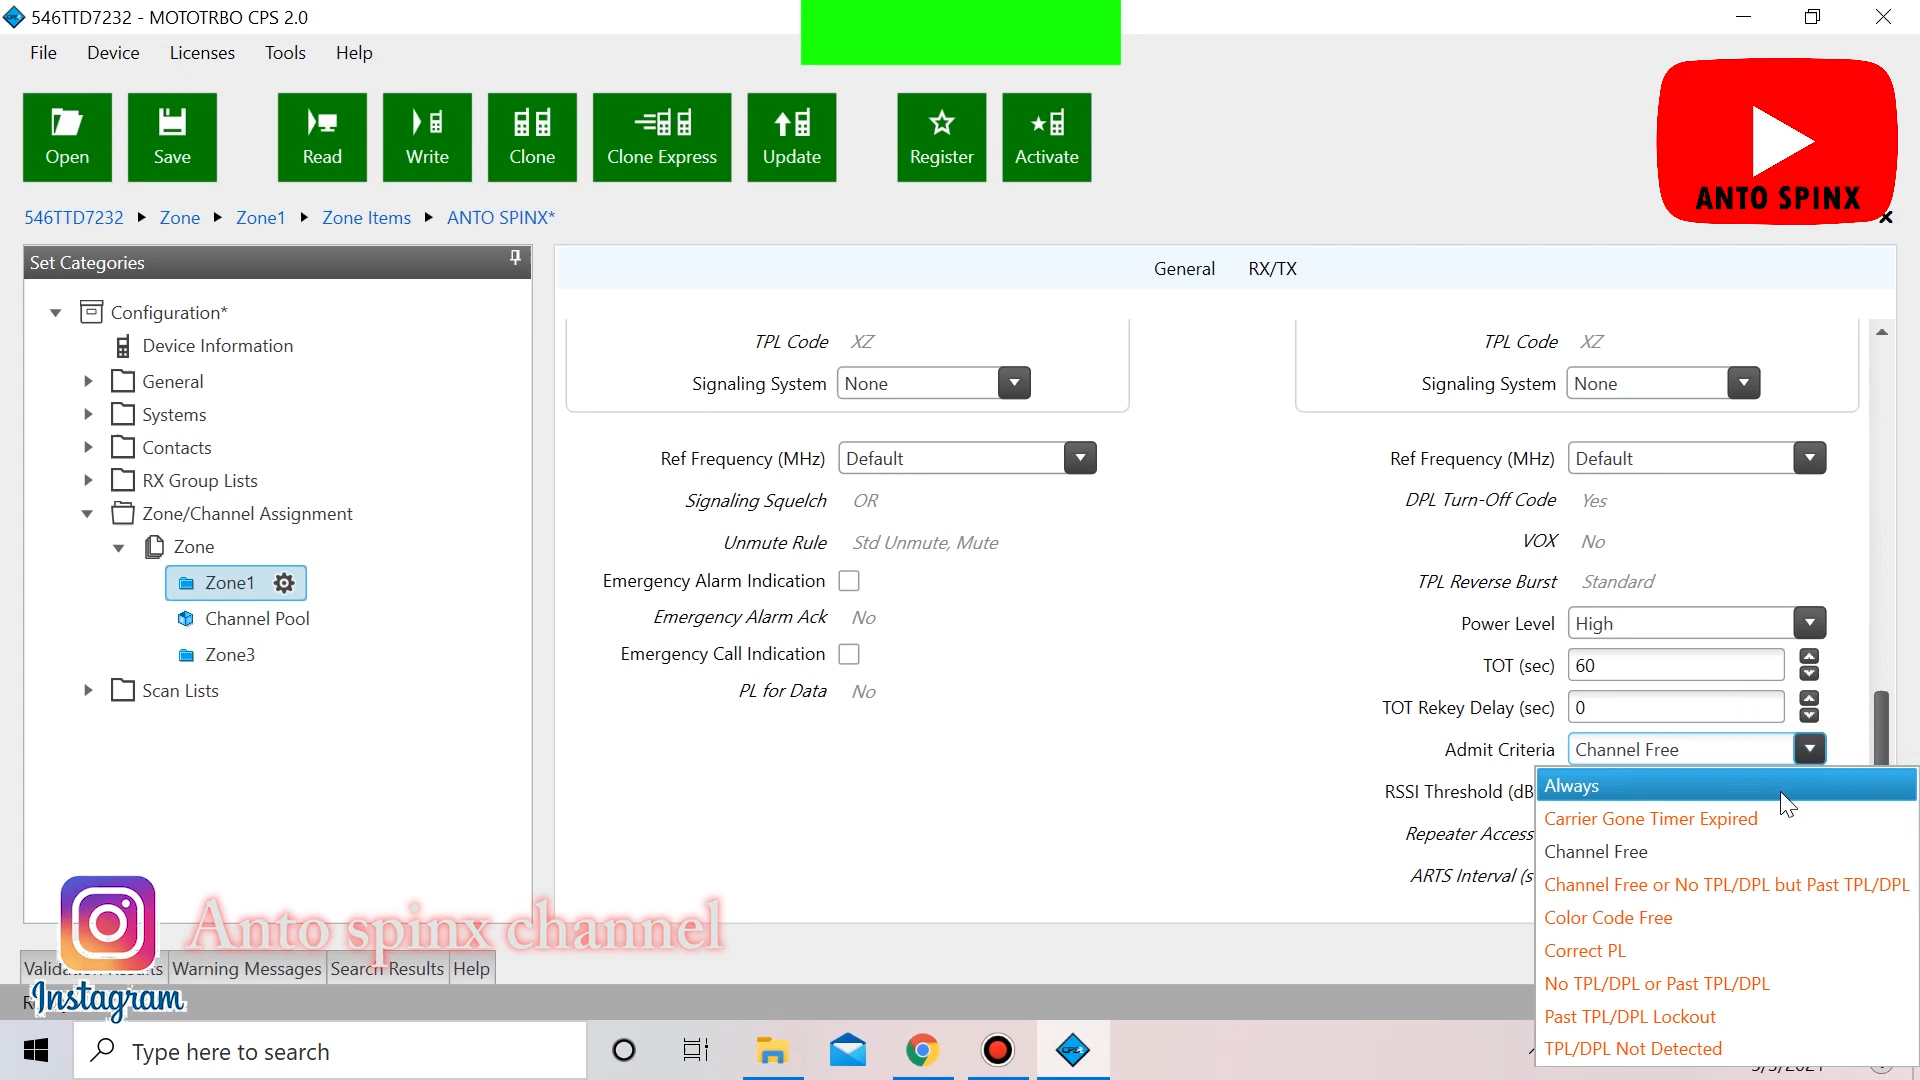 546TTD7232 - MOTOTRBO CPS 2.0
File Device Licenses Tools Help
Open Save Read Write Clone Clone Express Update Register Activate
ANTO SPINX
546TTD7232 Zone Zone1 Zone Items ANTO SPINX*
Set Categories
Configuration*
Device Information
General
Systems
Contacts
RX Group Lists
Zone/Channel Assignment
Zone
Zone1
Channel Pool
Zone3
Scan Lists
General RX/TX
TPL Code XZ
Signaling System None
Ref Frequency (MHz) Default
Signaling Squelch OR
Unmute Rule Std Unmute, Mute
Emergency Alarm Indication
Emergency Alarm Ack No
Emergency Call Indication
PL for Data No
TPL Code XZ
Signaling System None
Ref Frequency (MHz) Default
DPL Turn-Off Code Yes
VOX No
TPL Reverse Burst Standard
Power Level High
TOT (sec) 60
TOT Rekey Delay (sec) 0
Admit Criteria Channel Free
RSSI Threshold (dB
Repeater Access
ARTS Interval (s
Always
Carrier Gone Timer Expired
Channel Free
Channel Free or No TPL/DPL but Past TPL/DPL
Color Code Free
Correct PL
No TPL/DPL or Past TPL/DPL
Past TPL/DPL Lockout
TPL/DPL Not Detected
Anto spinx channel
Warning Messages Search Results Help
Instagram
Type here to search